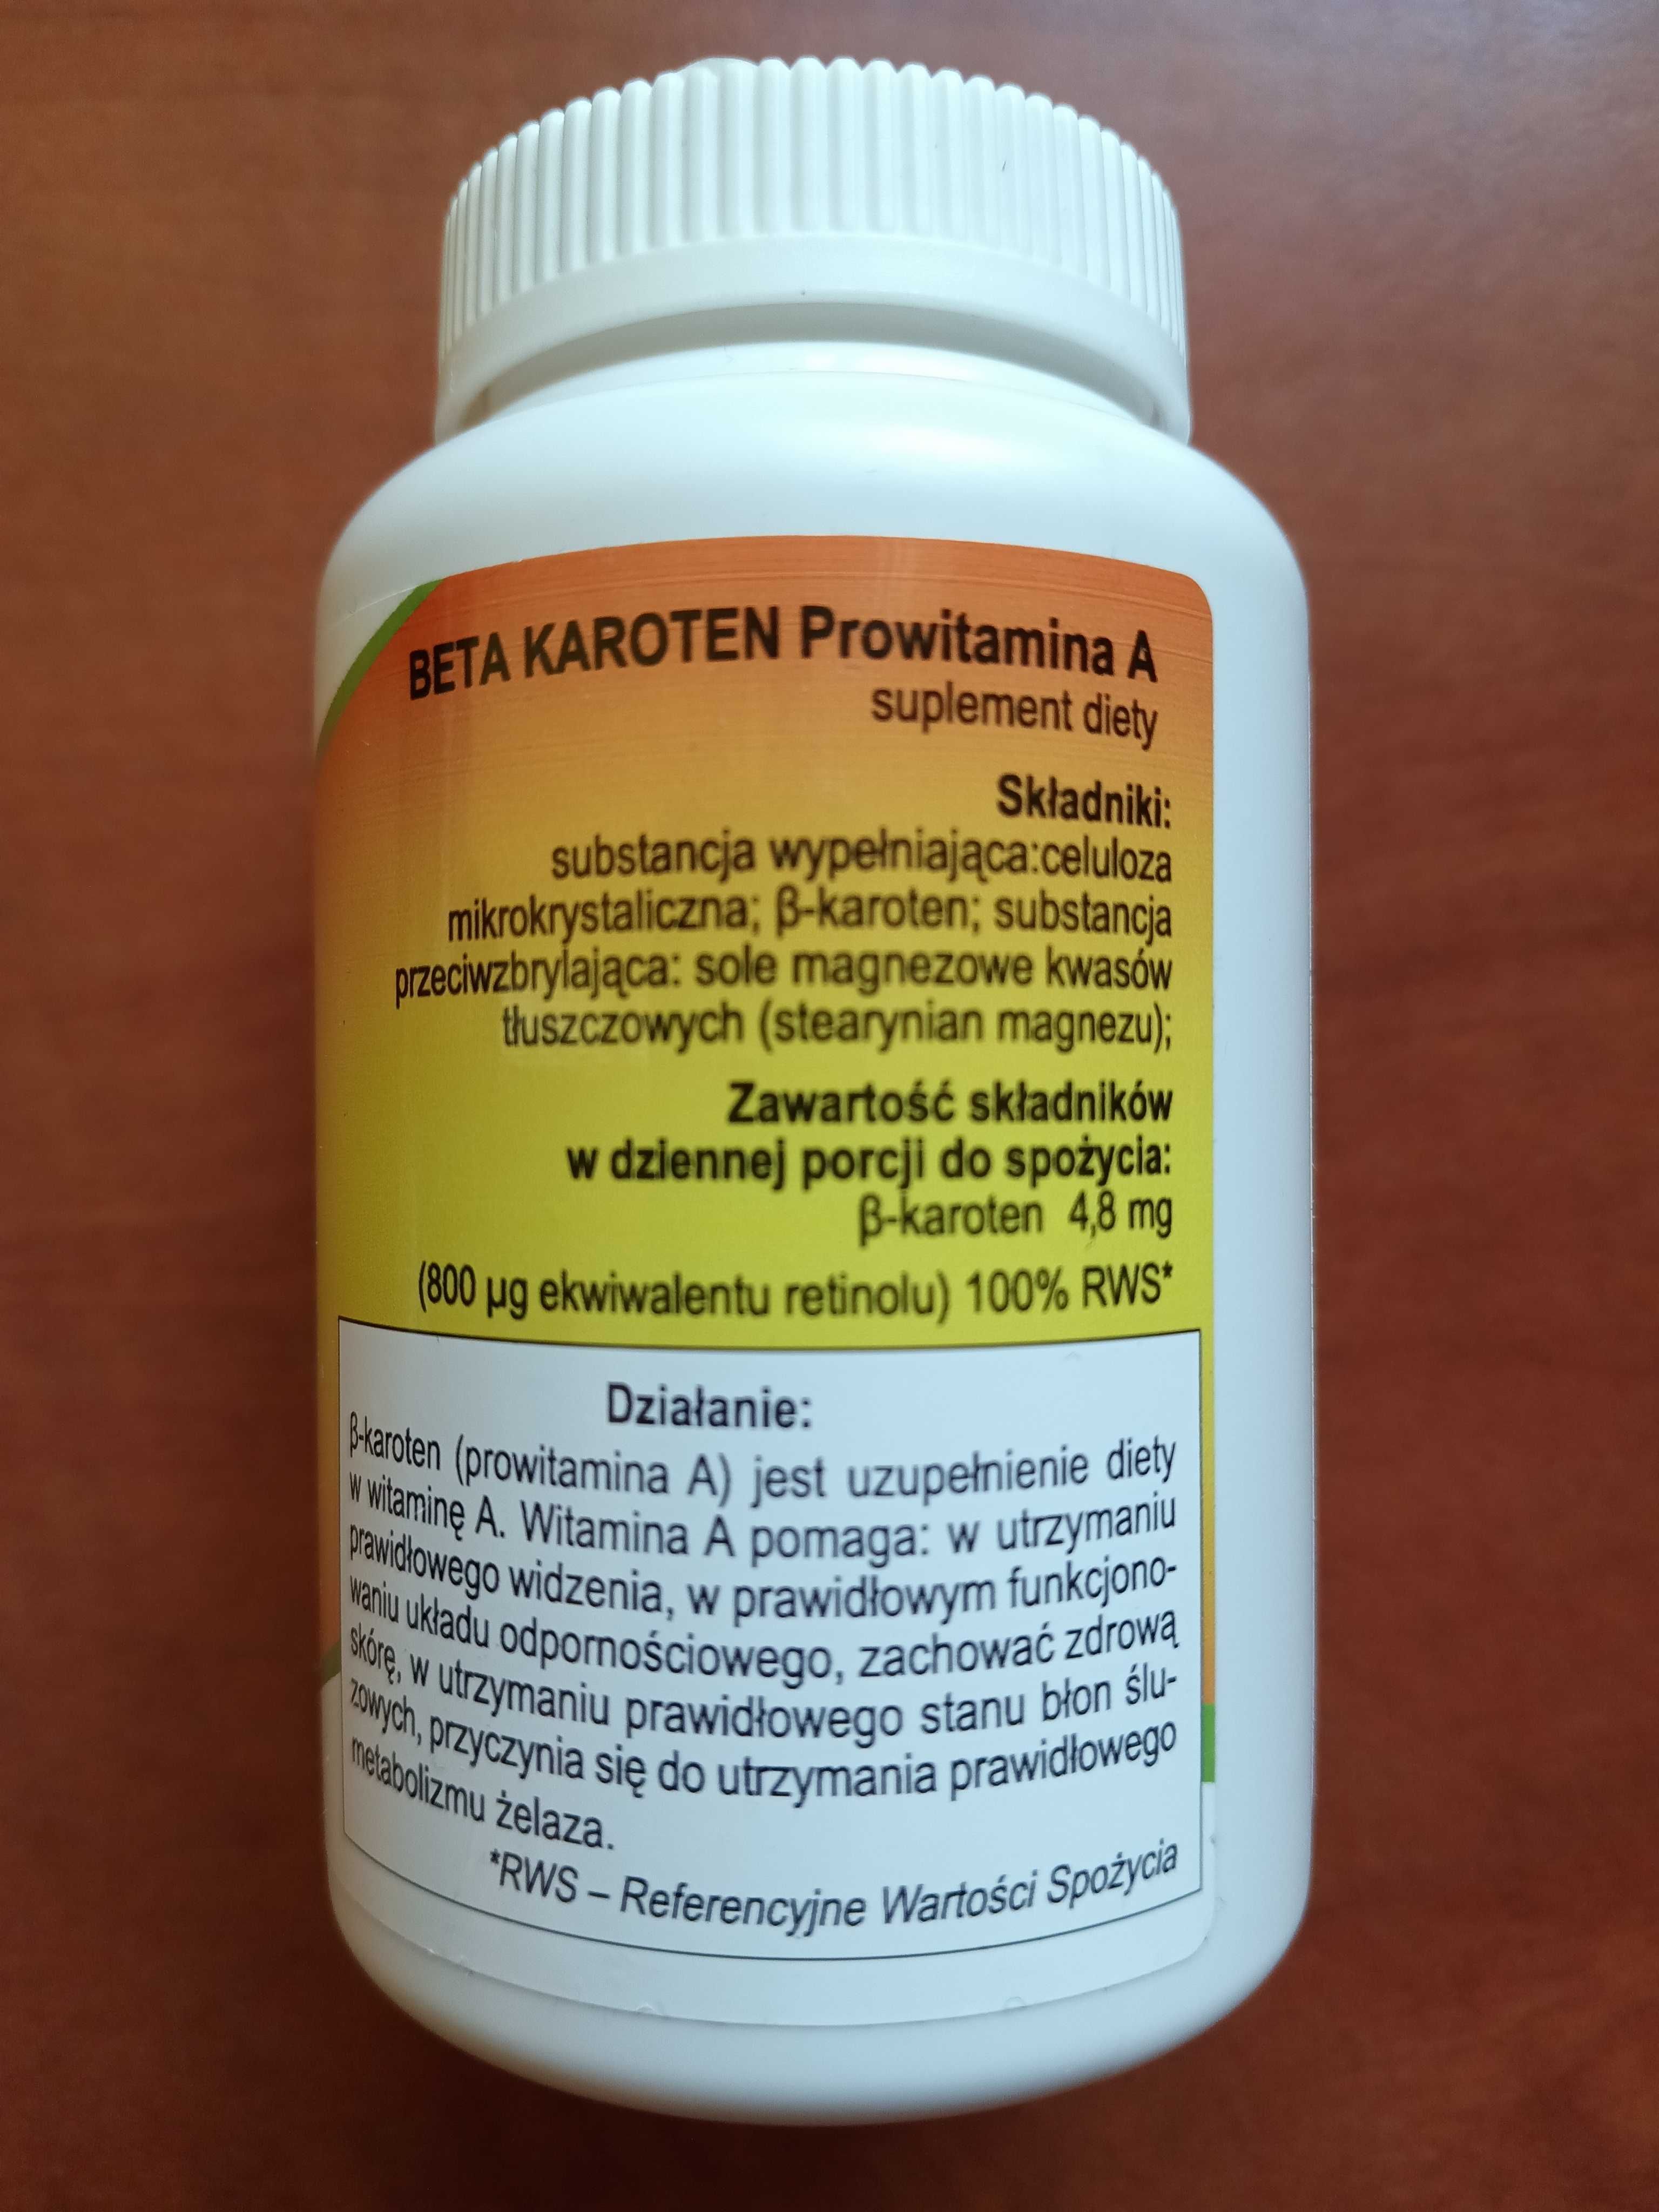 BETA KAROTEN Prowitamina A
suplement diety
Składniki:
substancja wypełniająca:celuloza
mikrokrystaliczna; β-karoten; substancja
przeciwzbrylająca: sole magnezowe kwasów
tłuszczowych (stearynian magnezu);
Zawartość składników
w dziennej porcji do spożycia:
β-karoten 4,8 mg
(800 µg ekwiwalentu retinolu) 100% RWS*
Działanie:
β-karoten (prowitamina A) jest uzupełnienie diety
w witaminę A. Witamina A pomaga: w utrzymaniu
prawidłowego widzenia, w prawidłowym funkcjono-
waniu układu odpornościowego, zachować zdrową
skórę, w utrzymaniu prawidłowego stanu błon ślu-
zowych, przyczynia się do utrzymania prawidłowego
metabolizmu żelaza.
*RWS – Referencyjne Wartości Spożycia